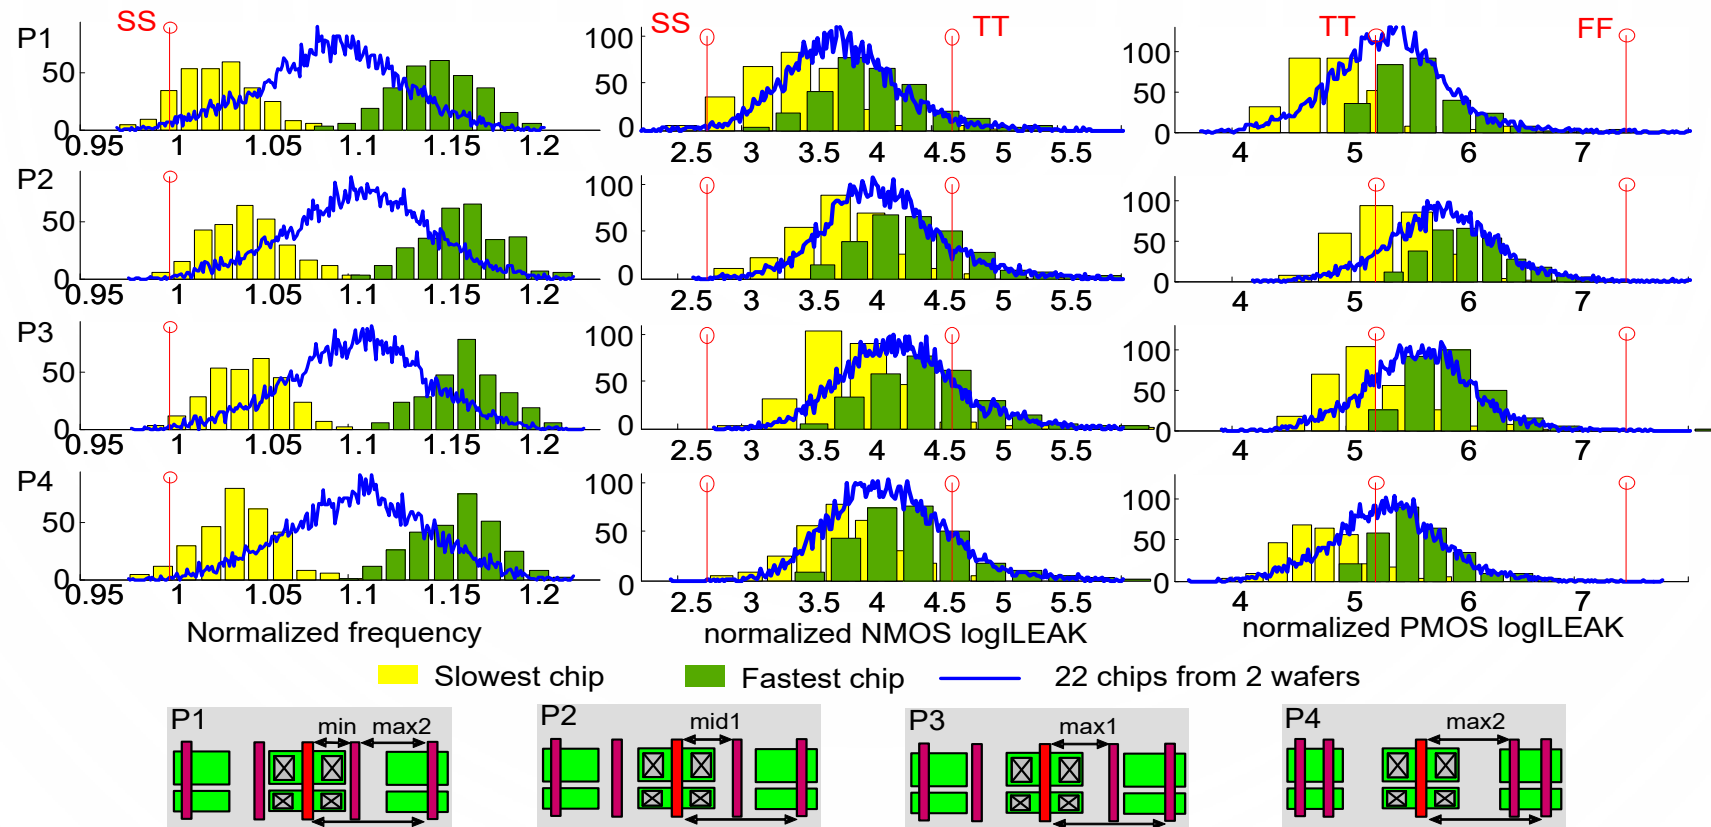 SS SS TT TT FF
P1 100 100
50 50 50
0 0 0
0.95 1 1.05 1.1 1.15 1.2 2.5 3 3.5 4 4.5 5 5.5 4 5 6 7
P2 100 100
50 50 50
0 0 0
0.95 1 1.05 1.1 1.15 1.2 2.5 3 3.5 4 4.5 5 5.5 4 5 6 7
P3 100 100
50 50 50
0 0 0
0.95 1 1.05 1.1 1.15 1.2 2.5 3 3.5 4 4.5 5 5.5 4 5 6 7
P4 100 100
50 50 50
0 0 0
0.95 1 1.05 1.1 1.15 1.2 2.5 3 3.5 4 4.5 5 5.5 4 5 6 7
Normalized frequency normalized NMOS logILEAK normalized PMOS logILEAK
Slowest chip Fastest chip 22 chips from 2 wafers
P1 min max2 P2 mid1 P3 max1 P4 max2